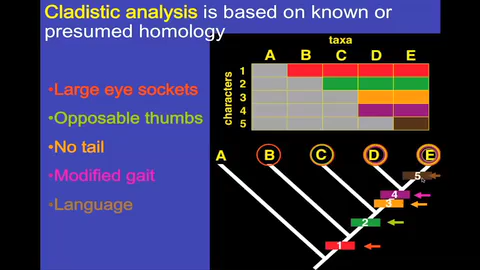 Cladistic analysis is based on known or
presumed homology
•Large eye sockets
•Opposable thumbs
•No tail
•Modified gait
•Language
taxa
A B C D E
characters
1
2
3
4
5
A B C D E
5
4
3
2
1